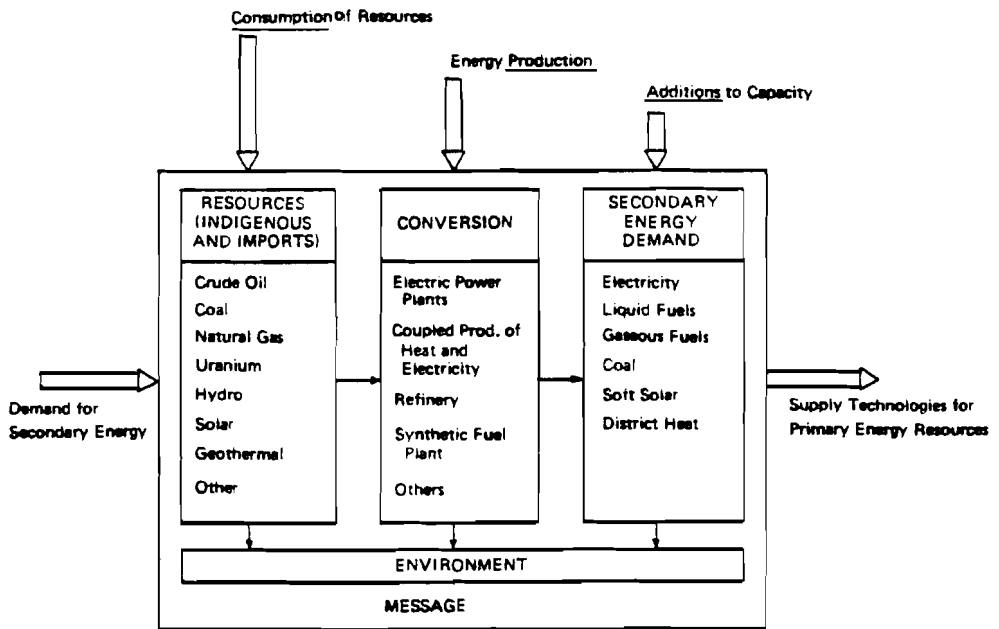 Consumption of Resources
Energy Production
Additions to Capacity
RESOURCES
(INDIGENOUS
AND IMPORTS)
Crude Oil
Coal
Natural Gas
Uranium
Hydro
Solar
Geothermal
Other
CONVERSION
Electric Power
Plants
Coupled Prod. of
Heat and
Electricity
Refinery
Synthetic Fuel
Plant
Others
SECONDARY
ENERGY
DEMAND
Electricity
Liquid Fuels
Gaseous Fuels
Coal
Soft Solar
District Heat
Demand for
Secondary Energy
Supply Technologies for
Primary Energy Resources
ENVIRONMENT
MESSAGE